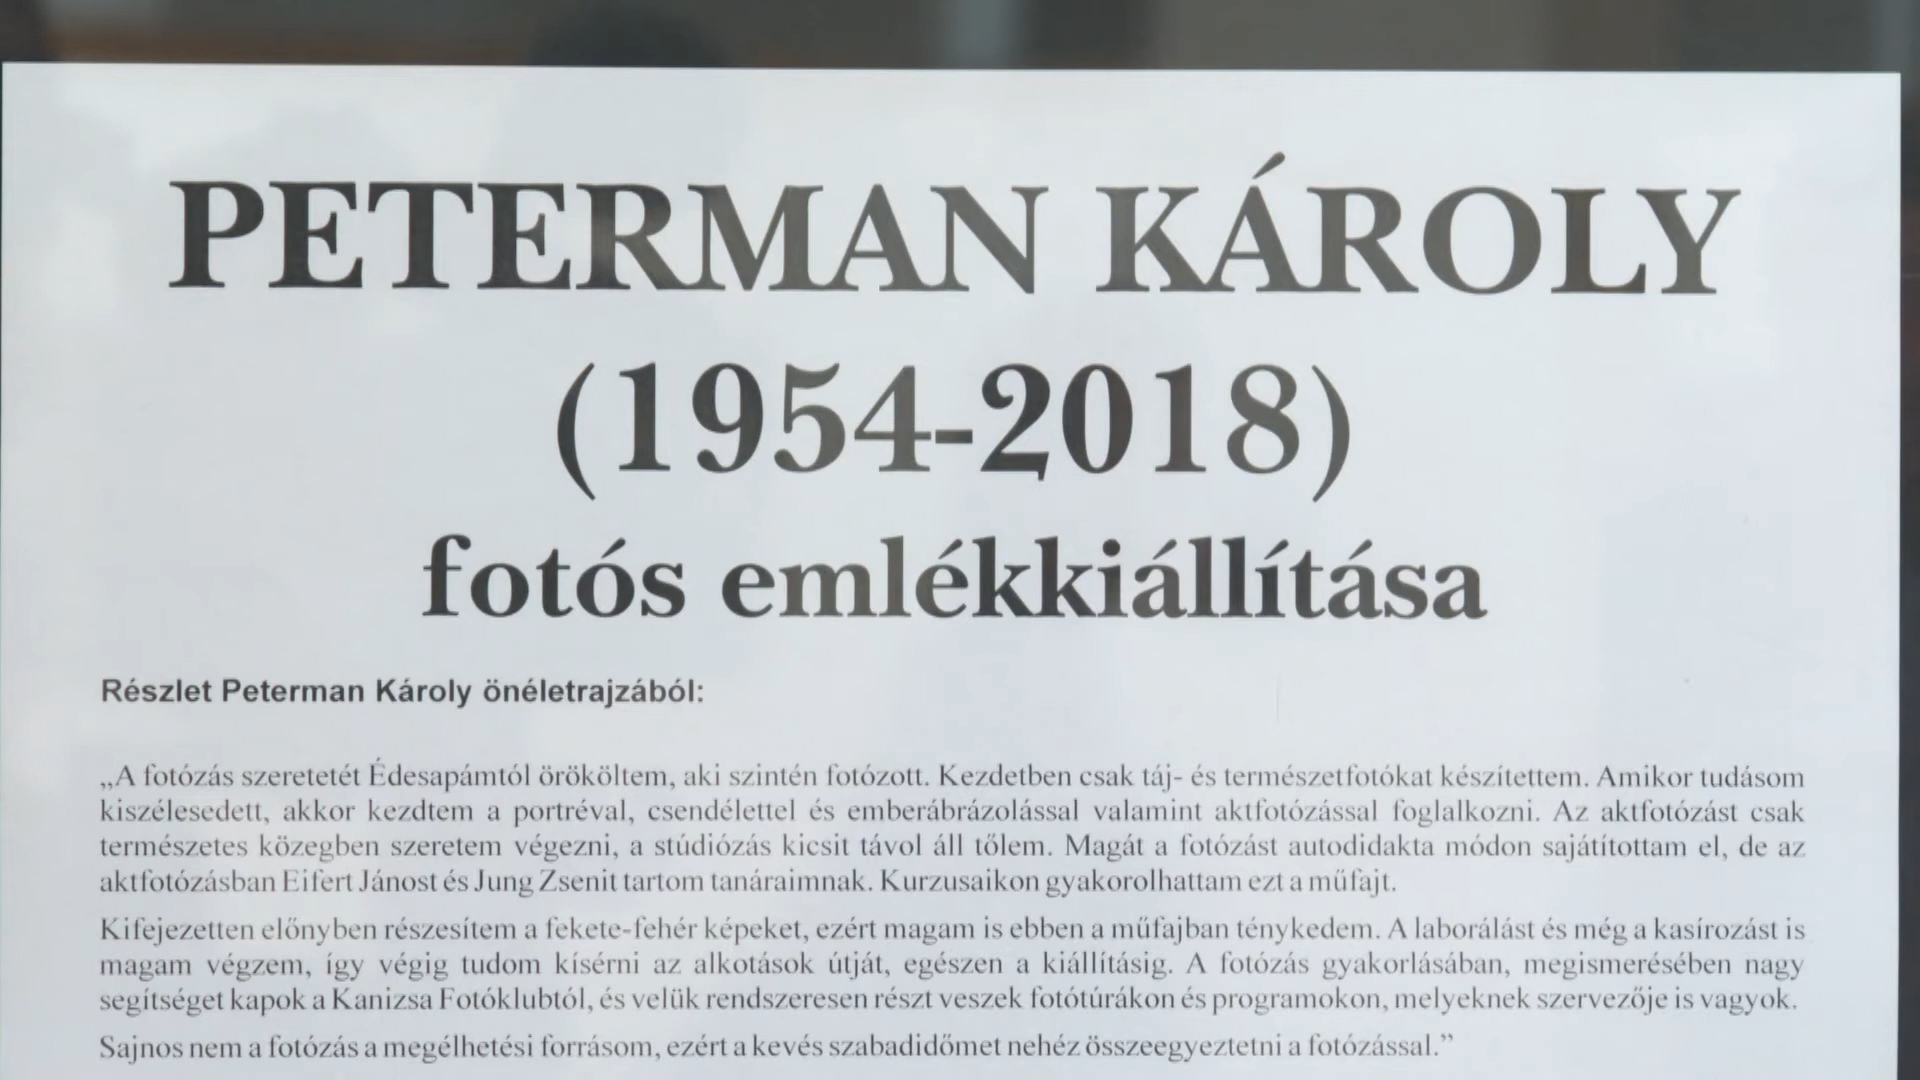 PETERMAN KÁROLY
(1954-2018)
fotós emlékkiállítása
Részlet Peterman Károly önéletrajzából:
„A fotózás szeretetét Édesapámtól örököltem, aki szintén fotózott. Kezdetben csak táj- és természetfotókat készítettem. Amikor tudásom
kiszélesedett, akkor kezdtem a portréval, csendélettel és emberábrázolással valamint aktfotózással foglalkozni. Az aktfotózást csak
természetes közegben szeretem végezni, a stúdiózás kicsit távol áll tőlem. Magát a fotózást autodidakta módon sajátítottam el, de az
aktfotózásban Eifert Jánost és Jung Zsenit tartom tanáraimnak. Kurzusaikon gyakorolhattam ezt a műfajt.
Kifejezetten előnyben részesítem a fekete-fehér képeket, ezért magam is ebben a műfajban ténykedem. A laborálást és még a kasírozást is
magam végzem, így végig tudom kísérni az alkotások útját, egészen a kiállításig. A fotózás gyakorlásában, megismerésében nagy
segítséget kapok a Kanizsa Fotóklubtól, és velük rendszeresen részt veszek fotótúrákon és programokon, melyeknek szervezője is vagyok.
Sajnos nem a fotózás a megélhetési forrásom, ezért a kevés szabadidőmet nehéz összeegyeztetni a fotózással.”